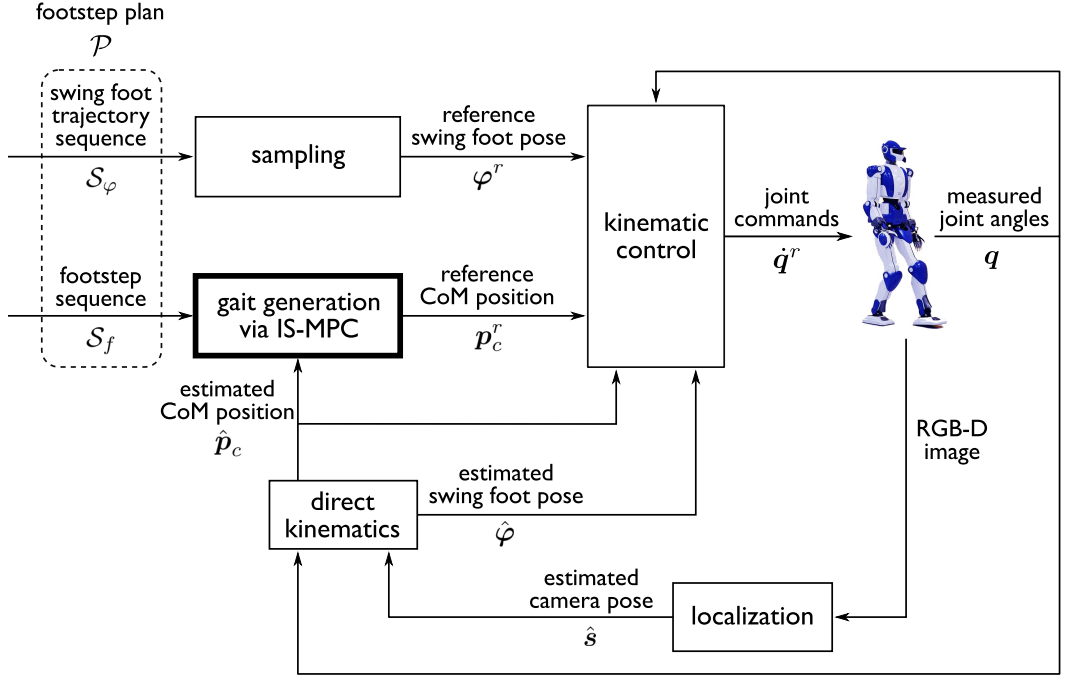 footstep plan
𝒫
swing foot
trajectory
sequence
𝒮_φ
sampling
reference
swing foot pose
φ^r
kinematic
control
joint
commands
q̇^r
measured
joint angles
q
footstep
sequence
𝒮_f
gait generation
via IS-MPC
reference
CoM position
p_c^r
estimated
CoM position
p̂_c
RGB-D
image
direct
kinematics
estimated
swing foot pose
φ̂
estimated
camera pose
ŝ
localization